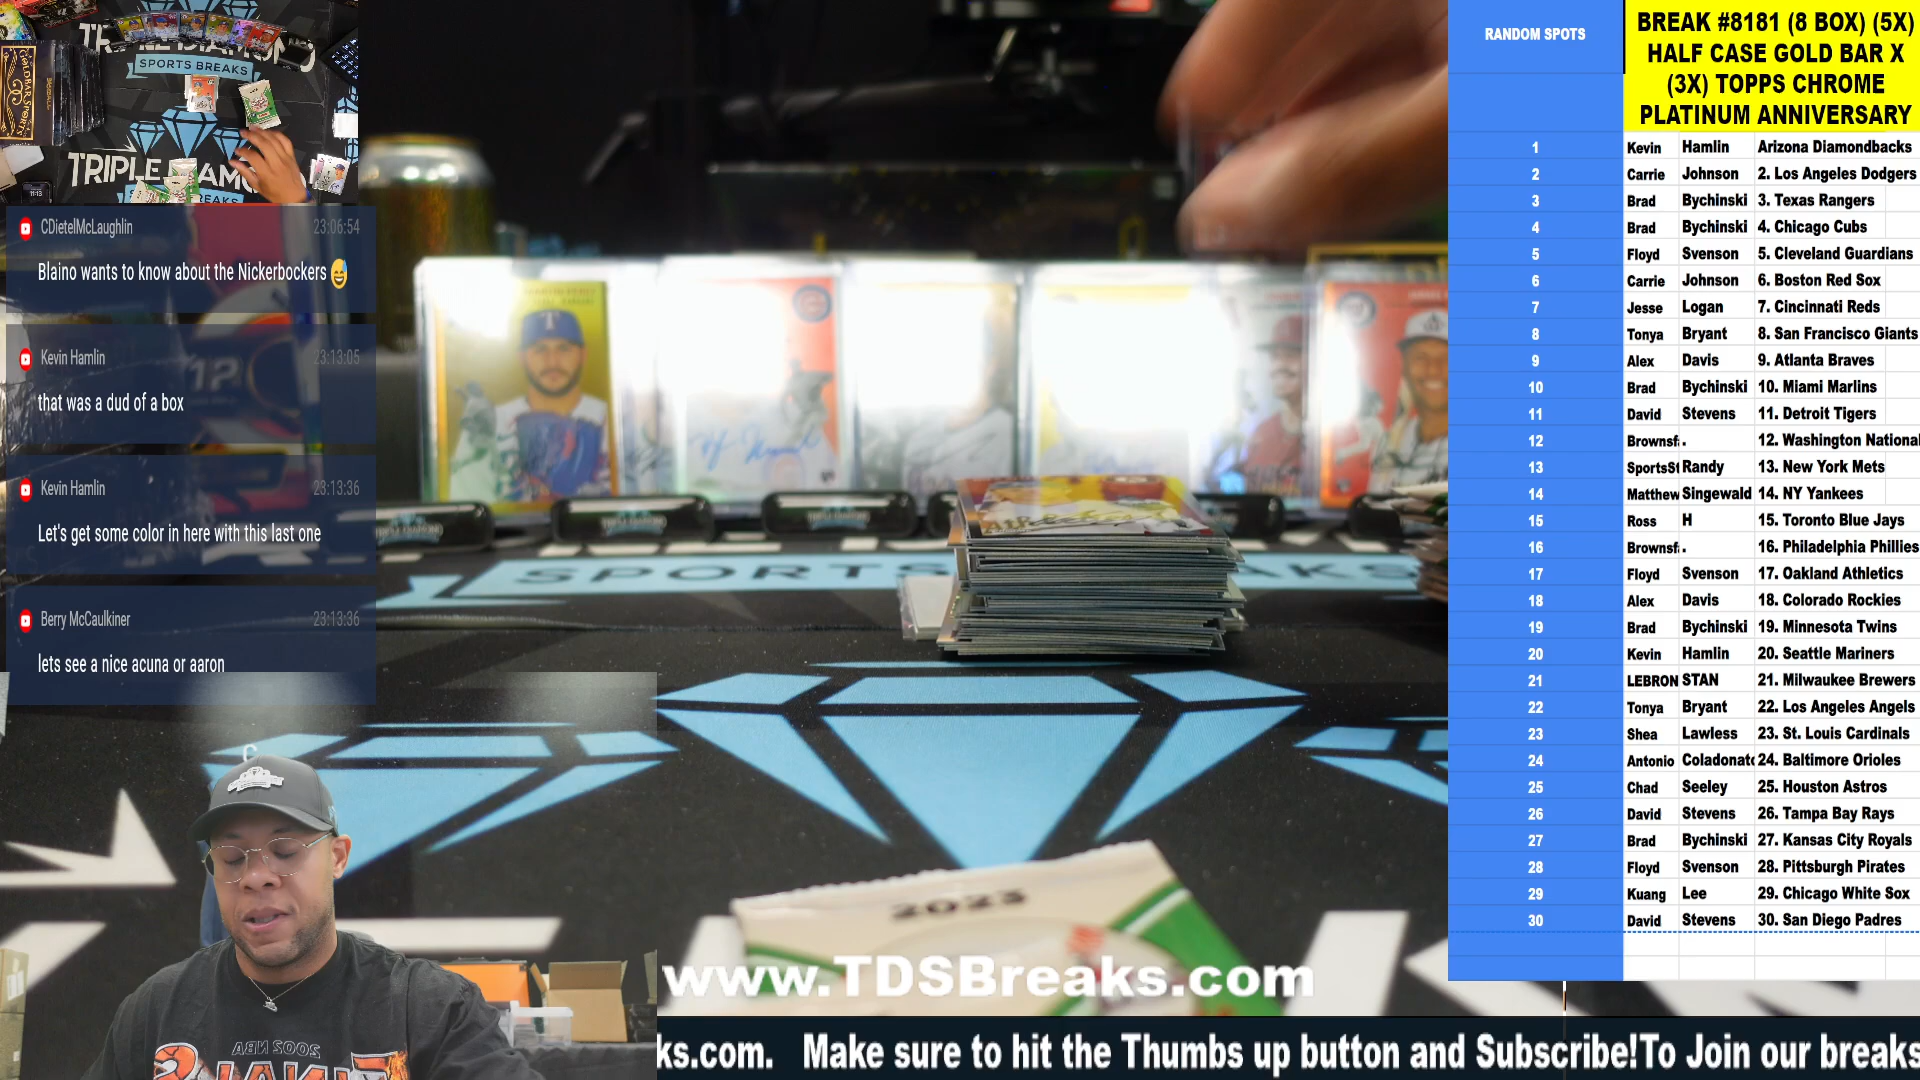 SPORTS BREAKS
TRIPLE
GOLD BAR SPORTS
CDietelMcLaughlin 23:06:54
Blaino wants to know about the Nickerbockers 😅
Kevin Hamlin 23:13:05
that was a dud of a box
Kevin Hamlin 23:13:36
Let's get some color in here with this last one
Berry McCaulkiner 23:13:36
lets see a nice acuna or aaron
SPORTS
2023
www.TDSBreaks.com
ks.com. Make sure to hit the Thumbs up button and Subscribe!To Join our breaks
2002 NBA
FINALS
RANDOM SPOTS
BREAK #8181 (8 BOX) (5X)
HALF CASE GOLD BAR X
(3X) TOPPS CHROME
PLATINUM ANNIVERSARY
1 Kevin Hamlin Arizona Diamondbacks
2 Carrie Johnson 2. Los Angeles Dodgers
3 Brad Bychinski 3. Texas Rangers
4 Brad Bychinski 4. Chicago Cubs
5 Floyd Svenson 5. Cleveland Guardians
6 Carrie Johnson 6. Boston Red Sox
7 Jesse Logan 7. Cincinnati Reds
8 Tonya Bryant 8. San Francisco Giants
9 Alex Davis 9. Atlanta Braves
10 Brad Bychinski 10. Miami Marlins
11 David Stevens 11. Detroit Tigers
12 Brownsf . 12. Washington National
13 SportsSt Randy 13. New York Mets
14 Matthew Singewald 14. NY Yankees
15 Ross H 15. Toronto Blue Jays
16 Brownsf . 16. Philadelphia Phillies
17 Floyd Svenson 17. Oakland Athletics
18 Alex Davis 18. Colorado Rockies
19 Brad Bychinski 19. Minnesota Twins
20 Kevin Hamlin 20. Seattle Mariners
21 LEBRON STAN 21. Milwaukee Brewers
22 Tonya Bryant 22. Los Angeles Angels
23 Shea Lawless 23. St. Louis Cardinals
24 Antonio Coladonato 24. Baltimore Orioles
25 Chad Seeley 25. Houston Astros
26 David Stevens 26. Tampa Bay Rays
27 Brad Bychinski 27. Kansas City Royals
28 Floyd Svenson 28. Pittsburgh Pirates
29 Kuang Lee 29. Chicago White Sox
30 David Stevens 30. San Diego Padres